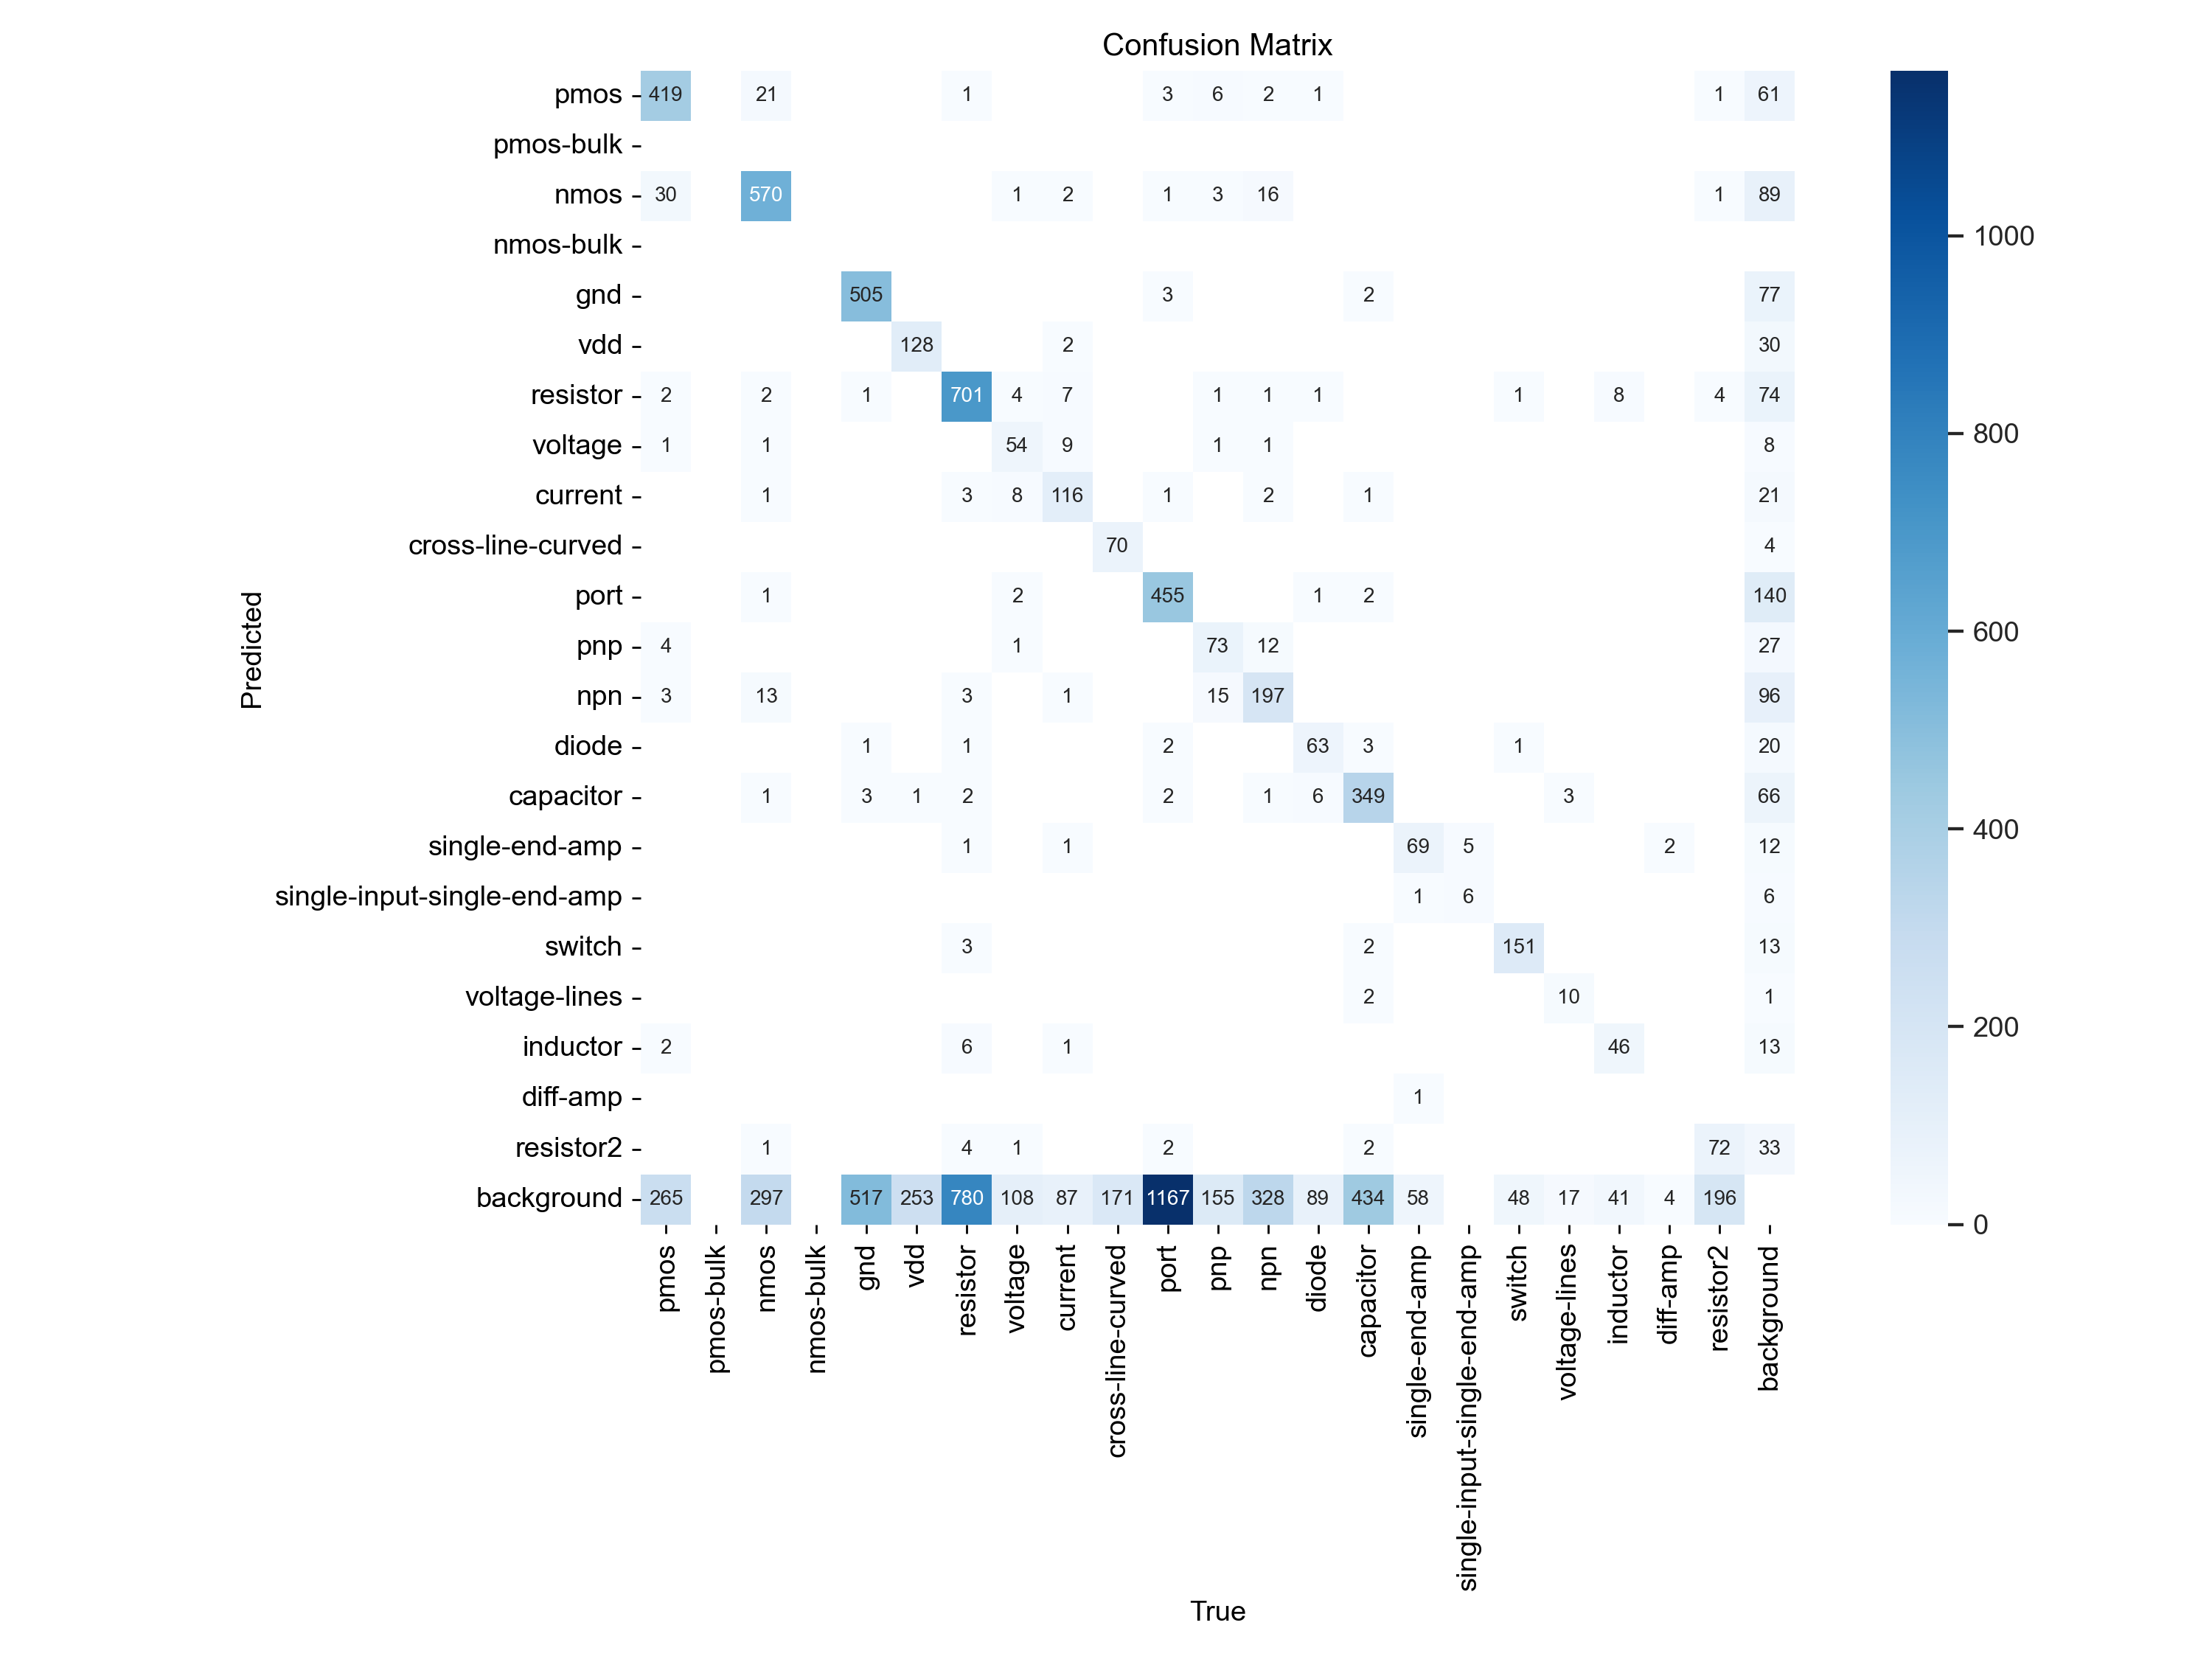 Confusion Matrix
pmos 419 21 1 3 6 2 1 1 61
pmos-bulk
nmos 30 570 1 2 1 3 16 1 89
nmos-bulk
gnd 505 3 2 77
vdd 128 2 30
resistor 2 2 1 701 4 7 1 1 1 1 8 4 74
voltage 1 1 54 9 1 1 8
current 1 3 8 116 1 2 1 21
cross-line-curved 70 4
port 1 2 455 1 2 140
pnp 4 1 73 12 27
npn 3 13 3 1 15 197 96
diode 1 1 2 63 3 1 20
capacitor 1 3 1 2 2 1 6 349 3 66
single-end-amp 1 1 69 5 2 12
single-input-single-end-amp 1 6 6
switch 3 2 151 13
voltage-lines 2 10 1
inductor 2 6 1 46 13
diff-amp 1
resistor2 1 4 1 2 2 72 33
background 265 297 517 253 780 108 87 171 1167 155 328 89 434 58 48 17 41 4 196
pmos
pmos-bulk
nmos
nmos-bulk
gnd
vdd
resistor
voltage
current
cross-line-curved
port
pnp
npn
diode
capacitor
single-end-amp
single-input-single-end-amp
switch
voltage-lines
inductor
diff-amp
resistor2
background
True
Predicted
1000
800
600
400
200
0